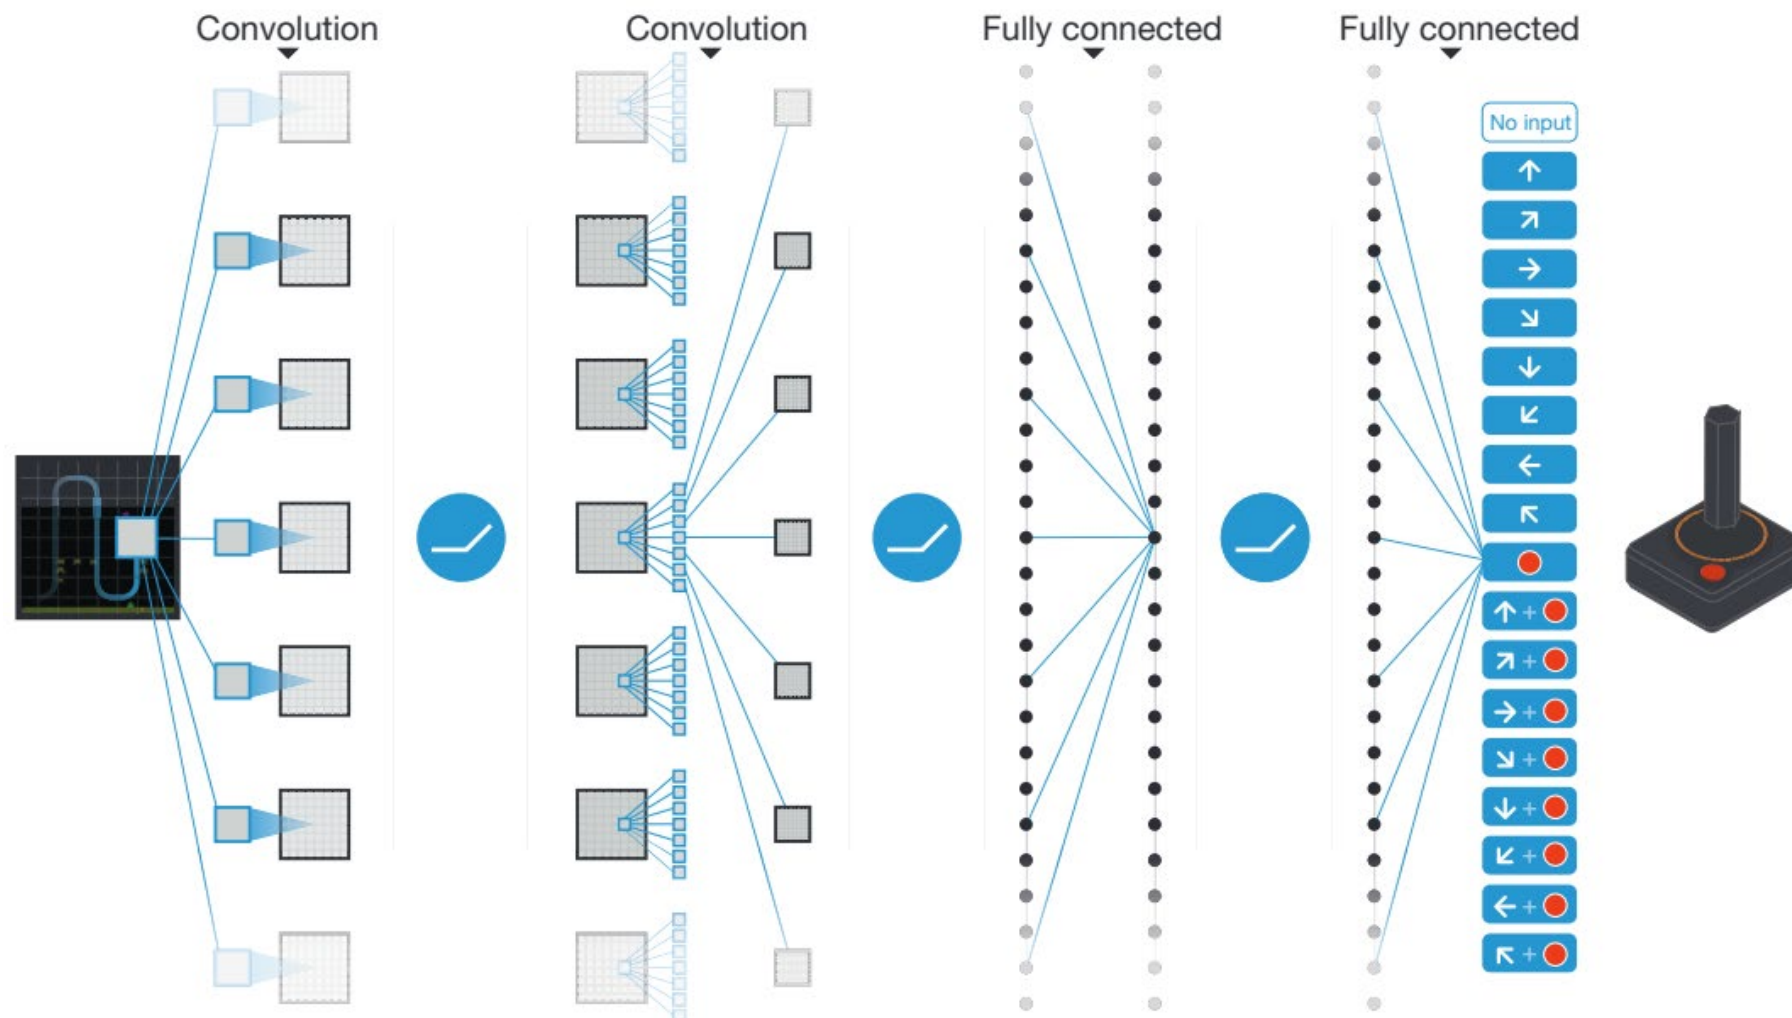 Convolution
Convolution
Fully connected
Fully connected
No input
+
+
+
+
+
+
+
+